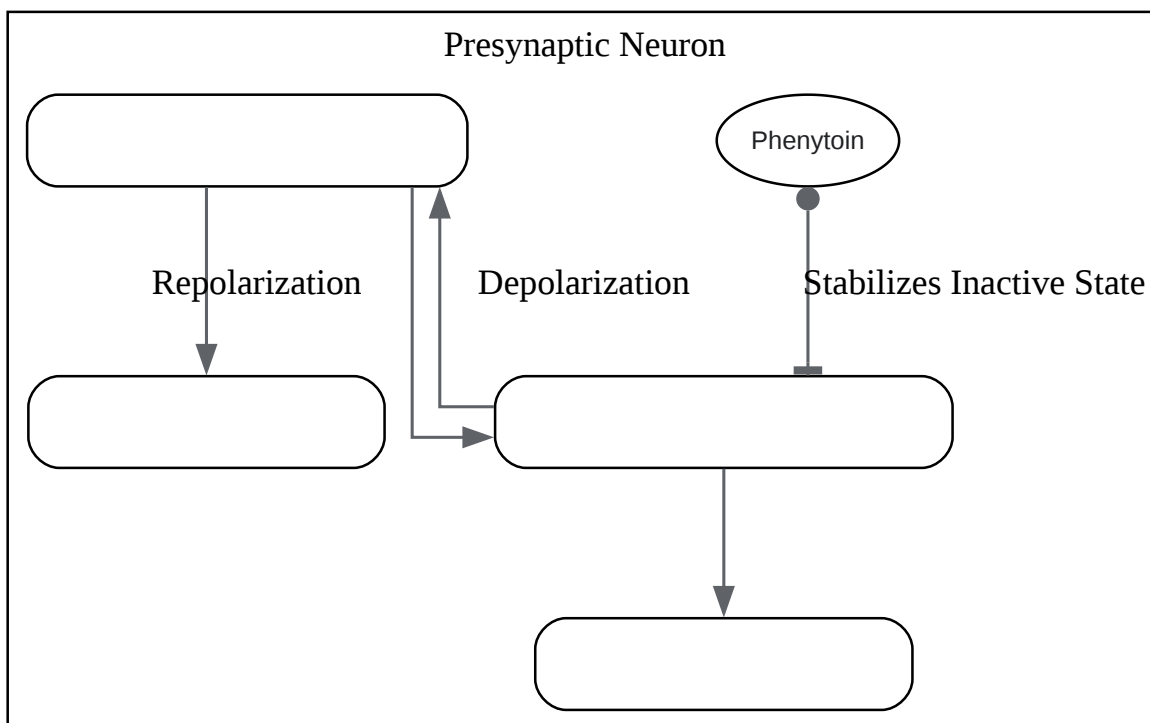 Presynaptic Neuron
Phenytoin
Repolarization
Depolarization
Stabilizes Inactive State